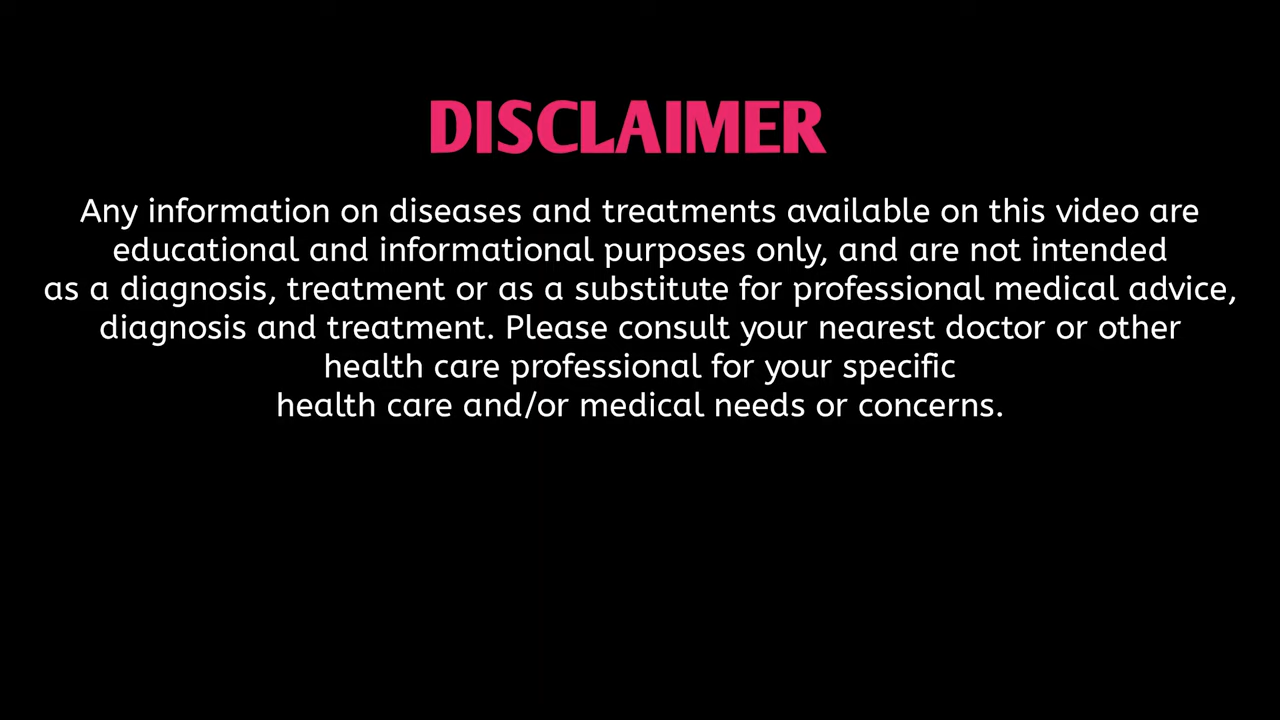 DISCLAIMER
Any information on diseases and treatments available on this video are
educational and informational purposes only, and are not intended
as a diagnosis, treatment or as a substitute for professional medical advice,
diagnosis and treatment. Please consult your nearest doctor or other
health care professional for your specific
health care and/or medical needs or concerns.